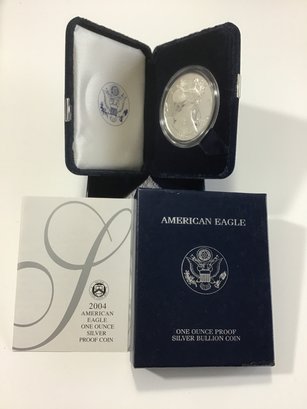 AMERICAN EAGLE
ONE OUNCE PROOF
SILVER BULLION COIN
2004
AMERICAN
EAGLE
ONE OUNCE
SILVER
PROOF COIN